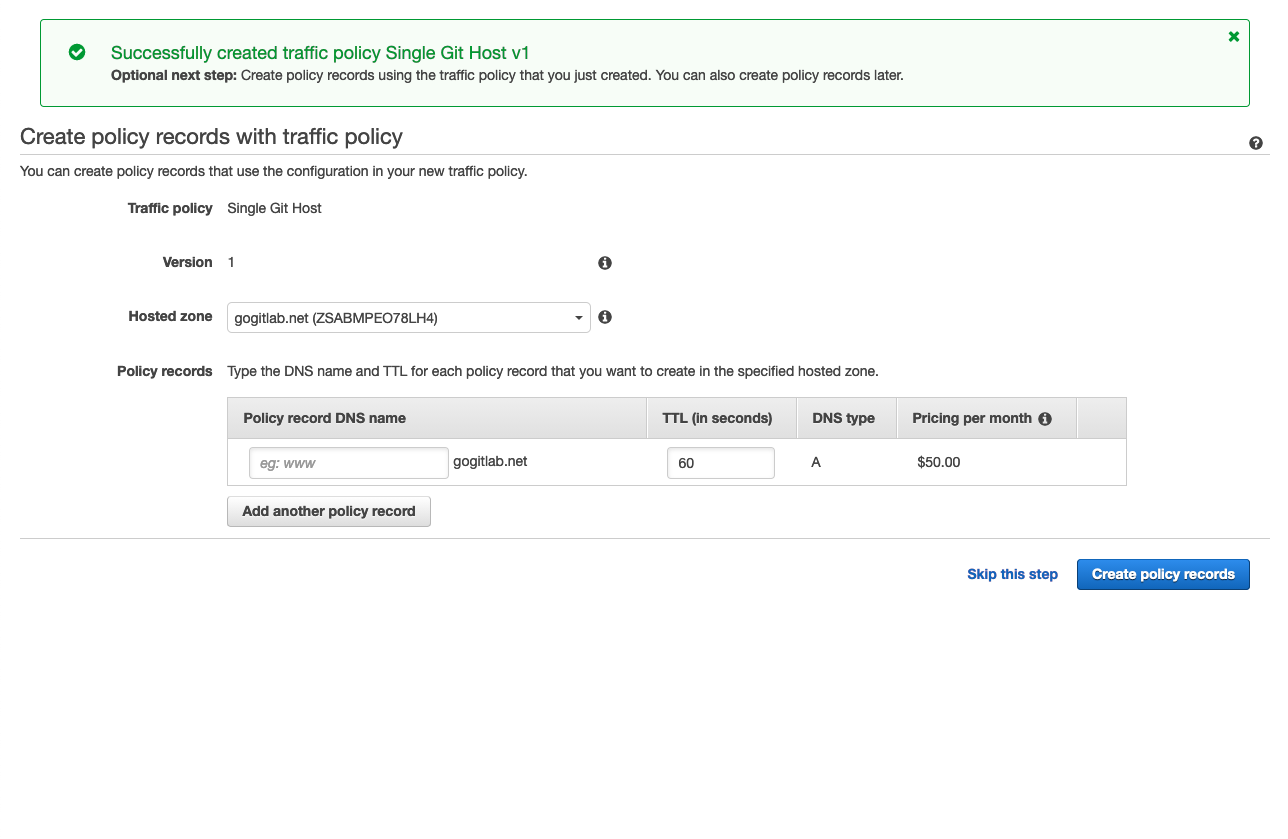 Successfully created traffic policy Single Git Host v1
Optional next step: Create policy records using the traffic policy that you just created. You can also create policy records later.
Create policy records with traffic policy
You can create policy records that use the configuration in your new traffic policy.
Traffic policy Single Git Host
Version 1
Hosted zone gogitlab.net (ZSABMPEO78LH4)
Policy records Type the DNS name and TTL for each policy record that you want to create in the specified hosted zone.
Policy record DNS name TTL (in seconds) DNS type Pricing per month
eg: www gogitlab.net 60 A $50.00
Add another policy record
Skip this step Create policy records